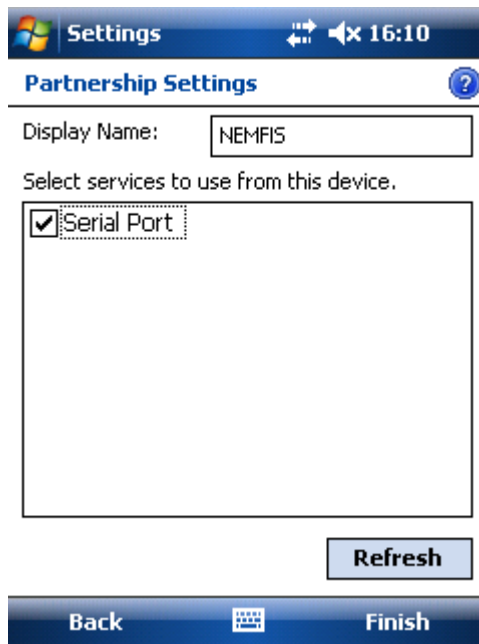 Settings 16:10
Partnership Settings ?
Display Name: NEMFIS
Select services to use from this device.
Serial Port
Refresh
Back Finish